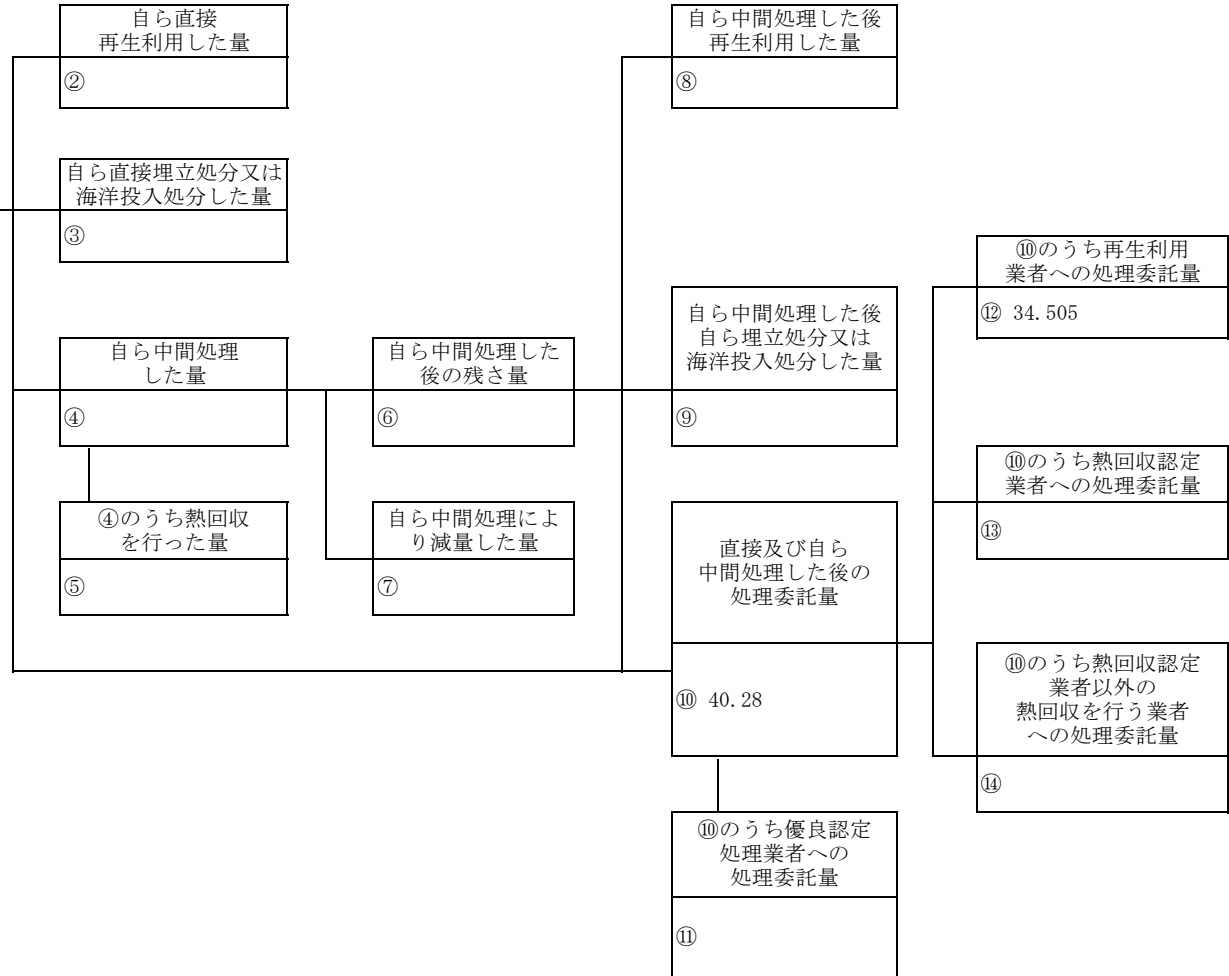 自ら直接
再生利用した量
②
自ら直接埋立処分又は
海洋投入処分した量
③
自ら中間処理
した量
④
④のうち熱回収
を行った量
⑤
自ら中間処理した
後の残さ量
⑥
自ら中間処理によ
り減量した量
⑦
自ら中間処理した後
再生利用した量
⑧
自ら中間処理した後
自ら埋立処分又は
海洋投入処分した量
⑨
直接及び自ら
中間処理した後の
処理委託量
⑩ 40.28
⑩のうち優良認定
処理業者への
処理委託量
⑪
⑩のうち再生利用
業者への処理委託量
⑫ 34.505
⑩のうち熱回収認定
業者への処理委託量
⑬
⑩のうち熱回収認定
業者以外の
熱回収を行う業者
への処理委託量
⑭